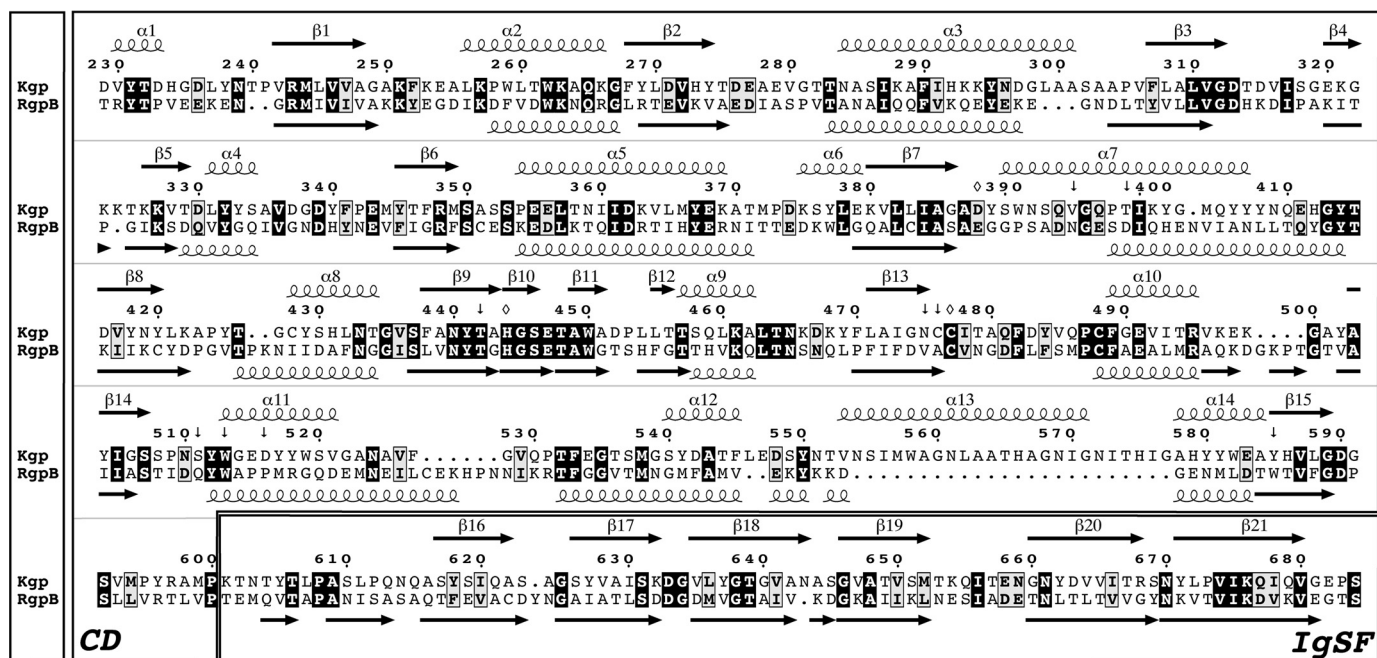 α1 β1 α2 β2 α3 β3 β4
230 240 250 260 270 280 290 300 310 320
Kgp DVYTDHGDLYNTPVRMLVVAGAKFKEALKPWLTWKAQKGFYLDVHYTDEAEVGTTNASIKAFIHKKYNDGLAASAAPVFLALVGDTDVISGEKG
RgpB TRYTPVEEKEN..GRMIVIVAKKYEGDIKDFVDWKNQRGLRTEVKVAEDIASPVTANAIQQFVKQEYEKE...GNDLTYVLLVGDHKDIPAKIT
β5 α4 β6 α5 α6 β7 α7
330 340 350 360 370 380 ◊390 ↓ ↓400 410
Kgp KKTKKVTDLYYSAVDGDYFPEMYTFRMSASSPEELTNIIDKVLMYEKATMPDKSYLEKVLLIAGADYSWNSQVGQPTIKYG.MQYYYNQEHGYT
RgpB P.GIKSDQVYGQIVGNDHYNEVFIGRFSCESKEDLKTQIDRTIHYERNITTEDKWLGQALCIASAEGGPSADNGESDIQHENVIANLLTQYGYT
β8 α8 β9 β10 β11 β12 α9 β13 α10
420 430 440 ↓ ◊ 450 460 470 ↓↓◊ 480 490 500
Kgp DVYNYLKAPYT..GCYSHLNTGVSFANYTAHGSETAWADPLLTTSQLKALTNKDKYFLAIGNCCITAQFDYVQPCFGEVITRVKEK....GAYA
RgpB KIIKCYDPGVTPKNIIDAFNGGISLVNYTGHGSETAWGTSHFGTTHVKQLTNSNQLPFIFDVACVNGDFLFSMPCFAEALMRAQKDGKPTGTVA
β14 α11 α12 α13 α14 β15
510↓ ↓ ↓ 520 530 540 550 560 570 580 ↓ 590
Kgp YIGSSPNSYWGEDYYWSVGANAVF......GVQPTFEGTSMGSYDATFLEDSYNTVNSIMWAGNLAATHAGNIGNITHIGAHYYWEAYHVLGDG
RgpB IIASTIDQYWAPPMRGQDEMNEILCEKHPNNIKRTFGGVTMNGMFAMV..EKYKKD........................GENMLDTWTVFGDP
β16 β17 β18 β19 β20 β21
600 610 620 630 640 650 660 670 680
Kgp SVMPYRAMPKTNTYTLPASLPQNQASYSIQAS.AGSYVAISKDGVLYGTGVANASGVATVSMTKQITENGNYDVVITRSNYLPVIKQIQVGEPS
RgpB SLLVRTLVPTEMQVTAPANISASAQTFEVACDYNGAIATLSDDGDMVGTAIV.KDGKAIIKLNESIADETNLTLTVVGYNKVTVIKDVKVEGTS
CD IgSF